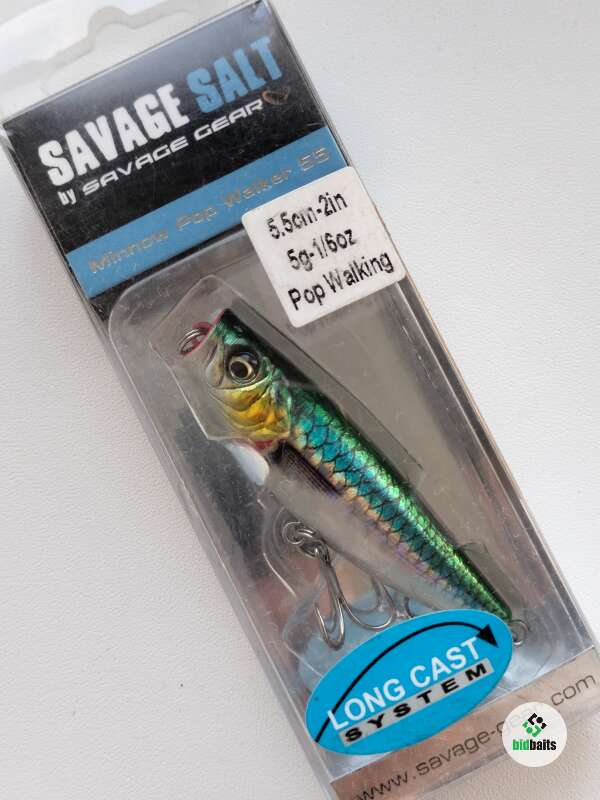 SAVAGE SALT
by SAVAGE GEAR
Minnow Pop Walker 55
5.5cm-2in
5g-1/6oz
Pop Walking
LONG CAST
SYSTEM
www.savage-gear.com
bidbaits